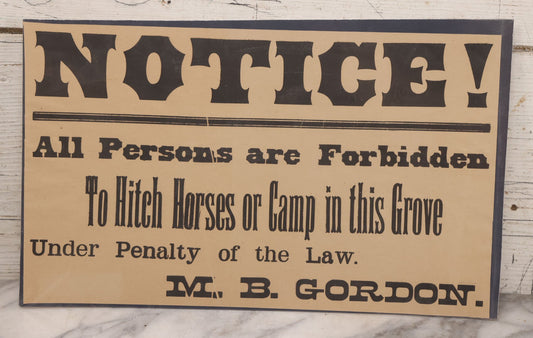 NOTICE!
All Persons are Forbidden
To Hitch Horses or Camp in this Grove
Under Penalty of the Law.
M. B. GORDON.